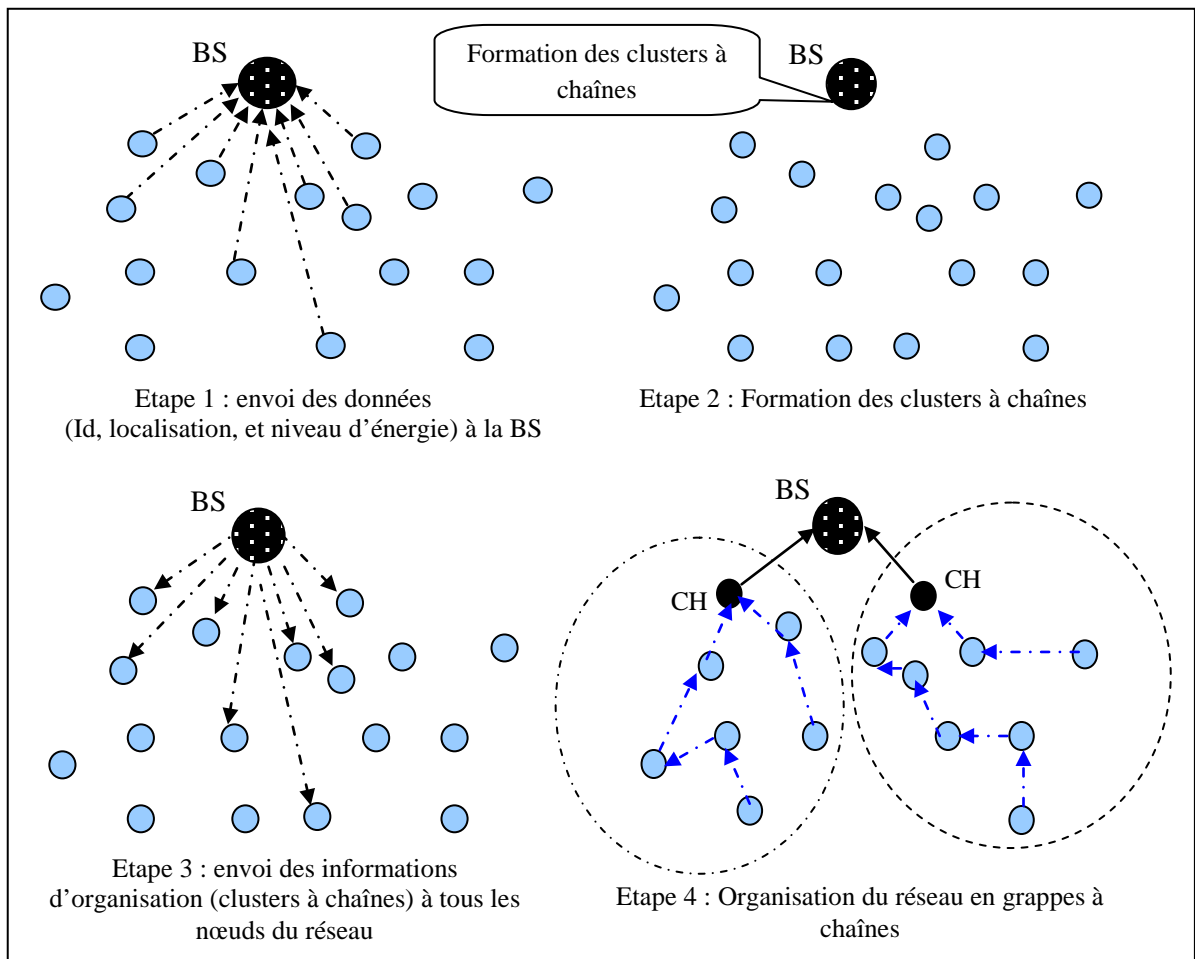 BS
Formation des clusters à
chaînes
BS
Etape 1 : envoi des données
(Id, localisation, et niveau d’énergie) à la BS
Etape 2 : Formation des clusters à chaînes
BS
BS
CH
CH
Etape 3 : envoi des informations
d’organisation (clusters à chaînes) à tous les
nœuds du réseau
Etape 4 : Organisation du réseau en grappes à
chaînes